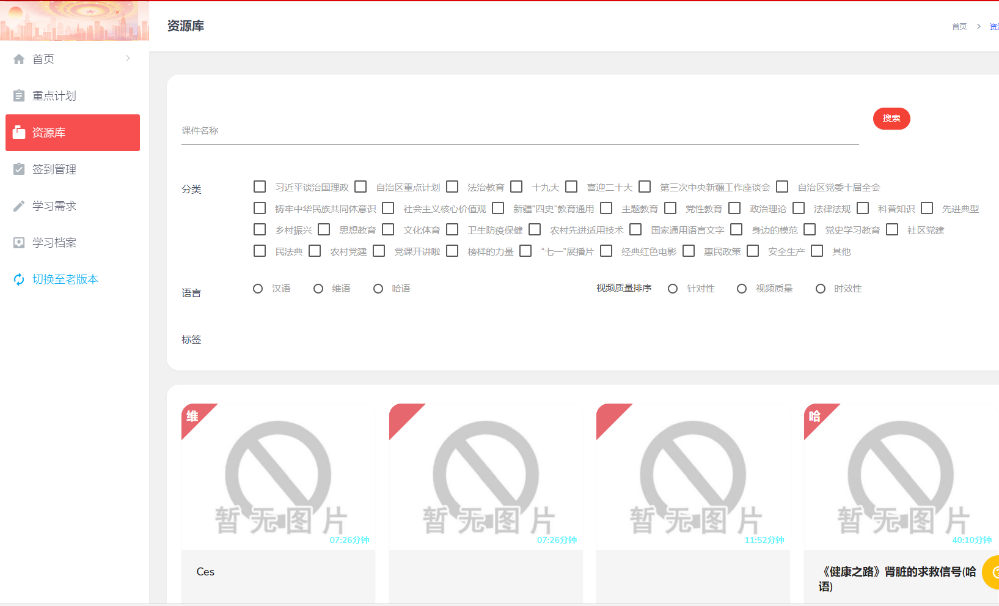 资源库
首页 > 资
首页
重点计划
资源库
签到管理
学习需求
学习档案
切换至老版本
课件名称
搜索
分类
习近平谈治国理政 自治区重点计划 法治教育 十九大 喜迎二十大 第三次中央新疆工作座谈会 自治区党委十届全会
铸牢中华民族共同体意识 社会主义核心价值观 新疆“四史”教育通用 主题教育 党性教育 政治理论 法律法规 科普知识 先进典型
乡村振兴 思想教育 文化体育 卫生防疫保健 农村先进适用技术 国家通用语言文字 身边的模范 党史学习教育 社区党建
民法典 农村党建 党课开讲啦 榜样的力量 “七一”展播片 经典红色电影 惠民政策 安全生产 其他
语言 汉语 维语 哈语 视频质量排序 针对性 视频质量 时效性
标签
维 哈
暂无图片 暂无图片 暂无图片 暂无图片
07:26分钟 07:26分钟 11:52分钟 40:10分钟
Ces
《健康之路》肾脏的求救信号(哈
语)